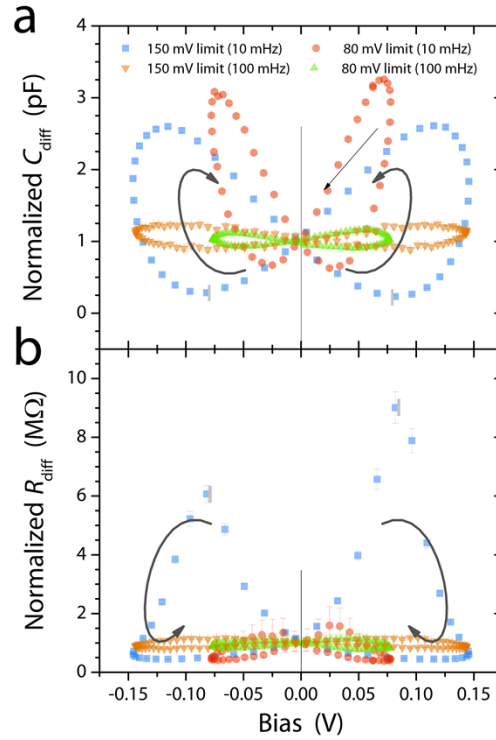 a
150 mV limit (10 mHz) 80 mV limit (10 mHz)
150 mV limit (100 mHz) 80 mV limit (100 mHz)
Normalized Cdiff (pF)
4
3
2
1
0
b
Normalized Rdiff (MΩ)
10
8
6
4
2
0
-0.15 -0.10 -0.05 0.00 0.05 0.10 0.15
Bias (V)